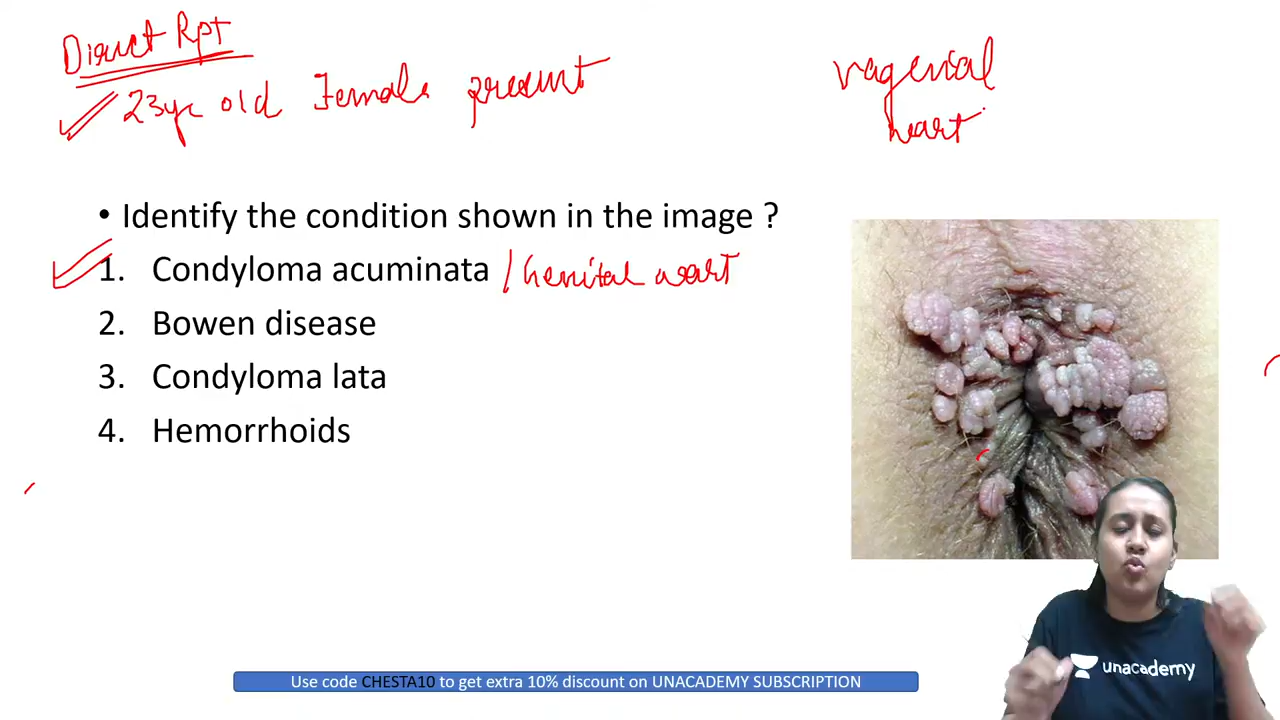 Direct Rpt
23yr old Female present
vagenial
wart
• Identify the condition shown in the image ?
1. Condyloma acuminata / Genital wart
2. Bowen disease
3. Condyloma lata
4. Hemorrhoids
unacademy
Use code CHESTA10 to get extra 10% discount on UNACADEMY SUBSCRIPTION